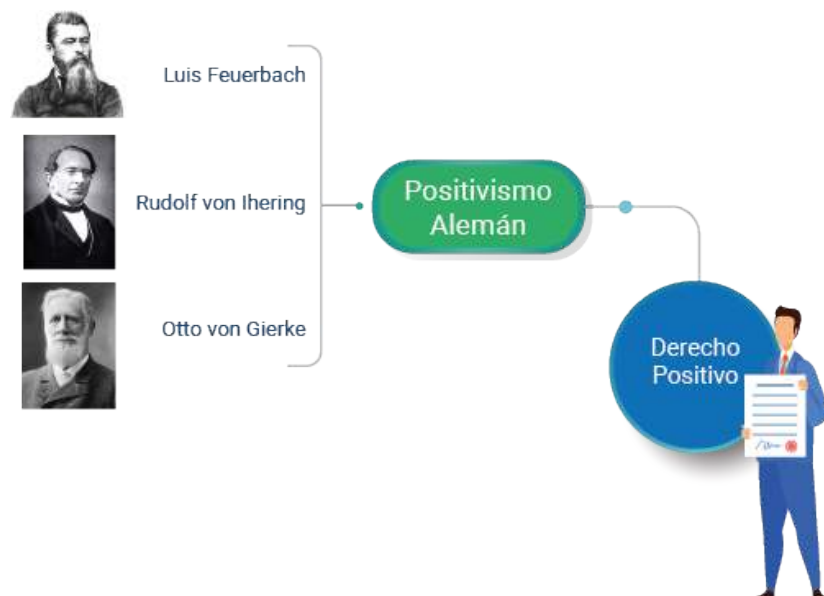 Luis Feuerbach
Rudolf von Ihering
Otto von Gierke
Positivismo
Alemán
Derecho
Positivo